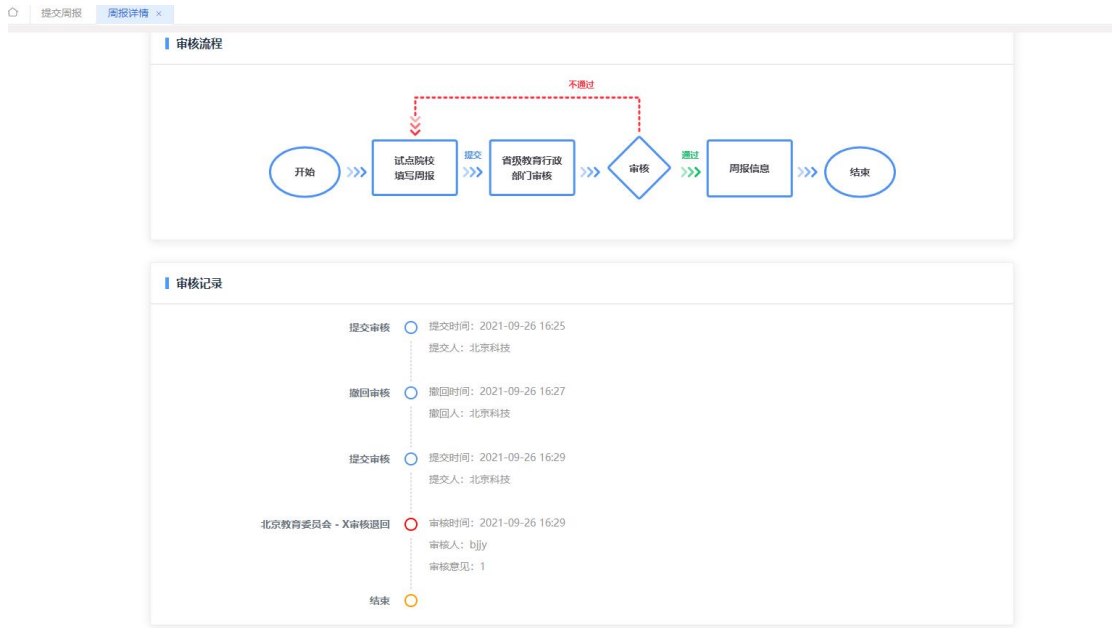 提交周报 周报详情 ×
审核流程
不通过
开始
试点院校
填写周报
提交
省级教育行政
部门审核
审核
通过
周报信息
结束
审核记录
提交审核 提交时间：2021-09-26 16:25
提交人：北京科技
撤回审核 撤回时间：2021-09-26 16:27
撤回人：北京科技
提交审核 提交时间：2021-09-26 16:29
提交人：北京科技
北京教育委员会 - X审核退回 审核时间：2021-09-26 16:29
审核人：bjjy
审核意见：1
结束